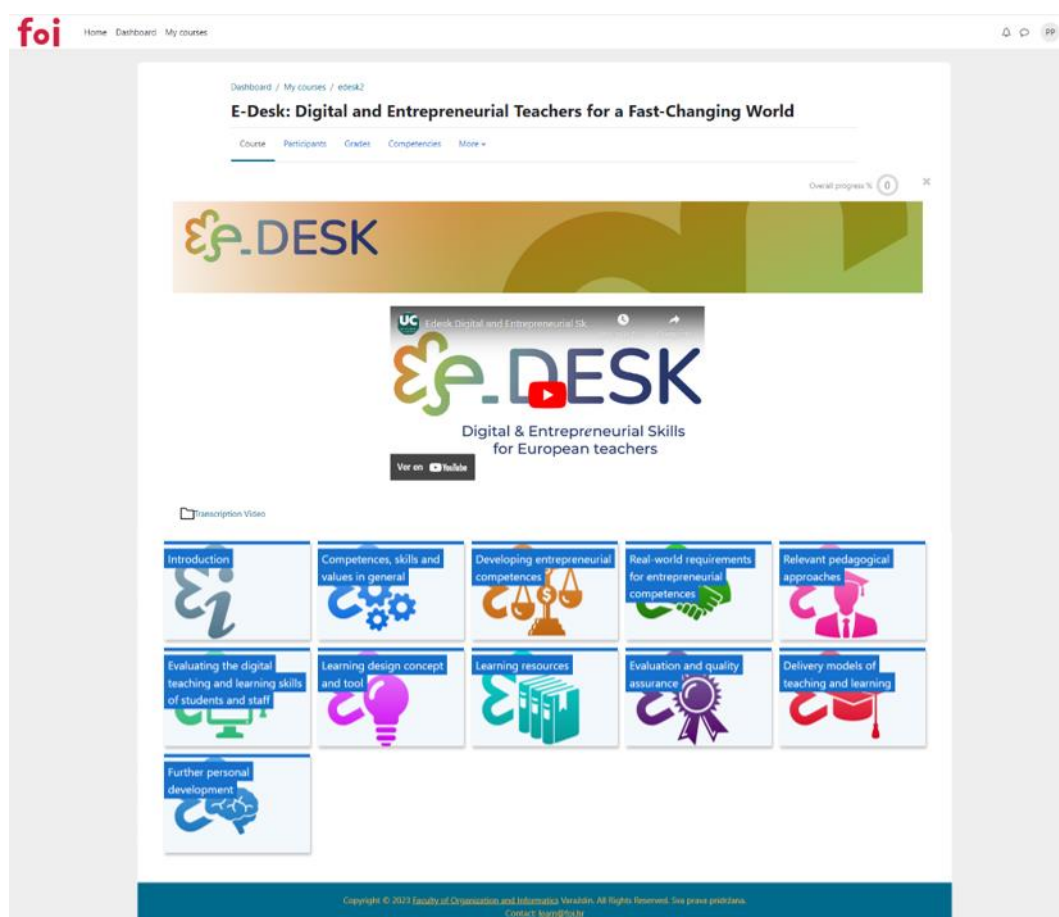 foi Home Dashboard My courses PP
Dashboard / My courses / edesk2
E-Desk: Digital and Entrepreneurial Teachers for a Fast-Changing World
Course Participants Grades Competencies More
Overall progress % 0
e_DESK
UC Edesk Digital and Entrepreneurial Sk.
e_DESK
Digital & Entrepreneurial Skills
for European teachers
Ver en YouTube
Transcription Video
Introduction
Competences, skills and
values in general
Developing entrepreneurial
competences
Real-world requirements
for entrepreneurial
competences
Relevant pedagogical
approaches
Evaluating the digital
teaching and learning skills
of students and staff
Learning design concept
and tool
Learning resources
Evaluation and quality
assurance
Delivery models of
teaching and learning
Further personal
development
Copyright © 2023 Faculty of Organization and Informatics Varaždin. All Rights Reserved. Sva prava pridržana.
Contact: learn@foi.hr